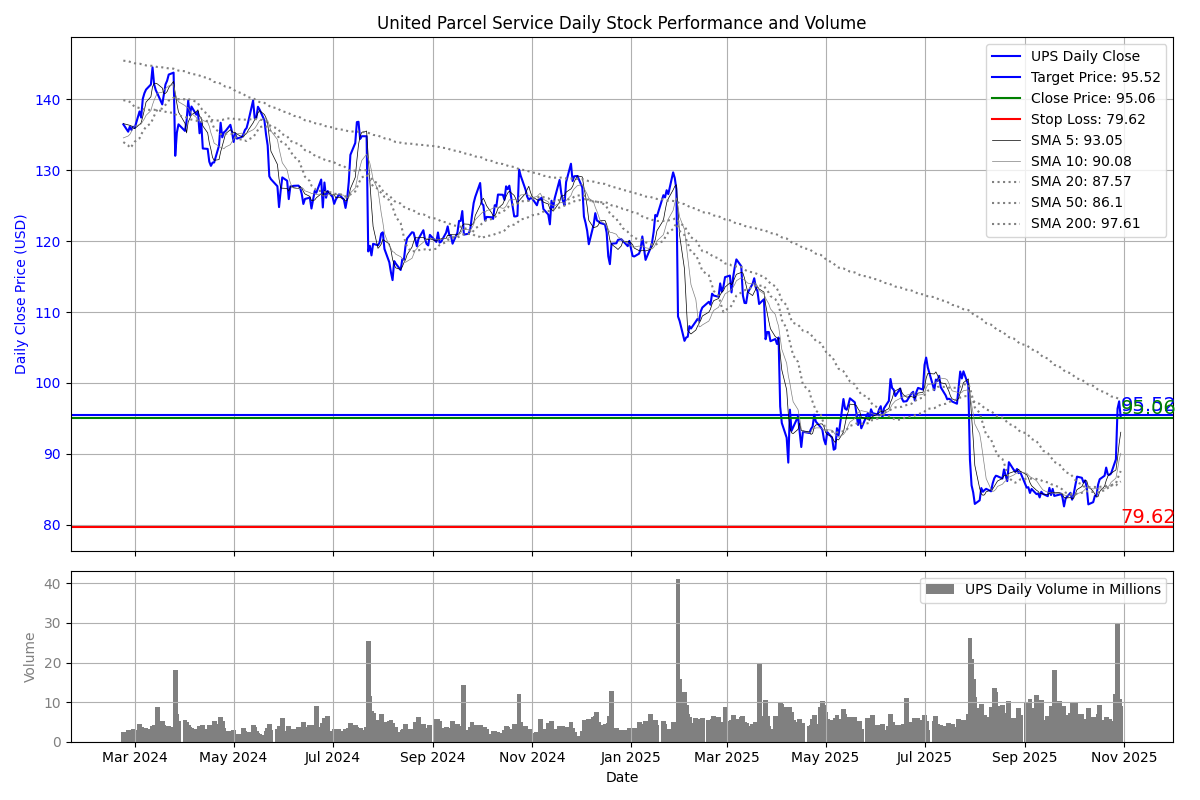 United Parcel Service Daily Stock Performance and Volume
Daily Close Price (USD)
140
130
120
110
100
90
80
UPS Daily Close
Target Price: 95.52
Close Price: 95.06
Stop Loss: 79.62
SMA 5: 93.05
SMA 10: 90.08
SMA 20: 87.57
SMA 50: 86.1
SMA 200: 97.61
95.52
95.06
79.62
Volume
40
30
20
10
0
UPS Daily Volume in Millions
Mar 2024 May 2024 Jul 2024 Sep 2024 Nov 2024 Jan 2025 Mar 2025 May 2025 Jul 2025 Sep 2025 Nov 2025
Date